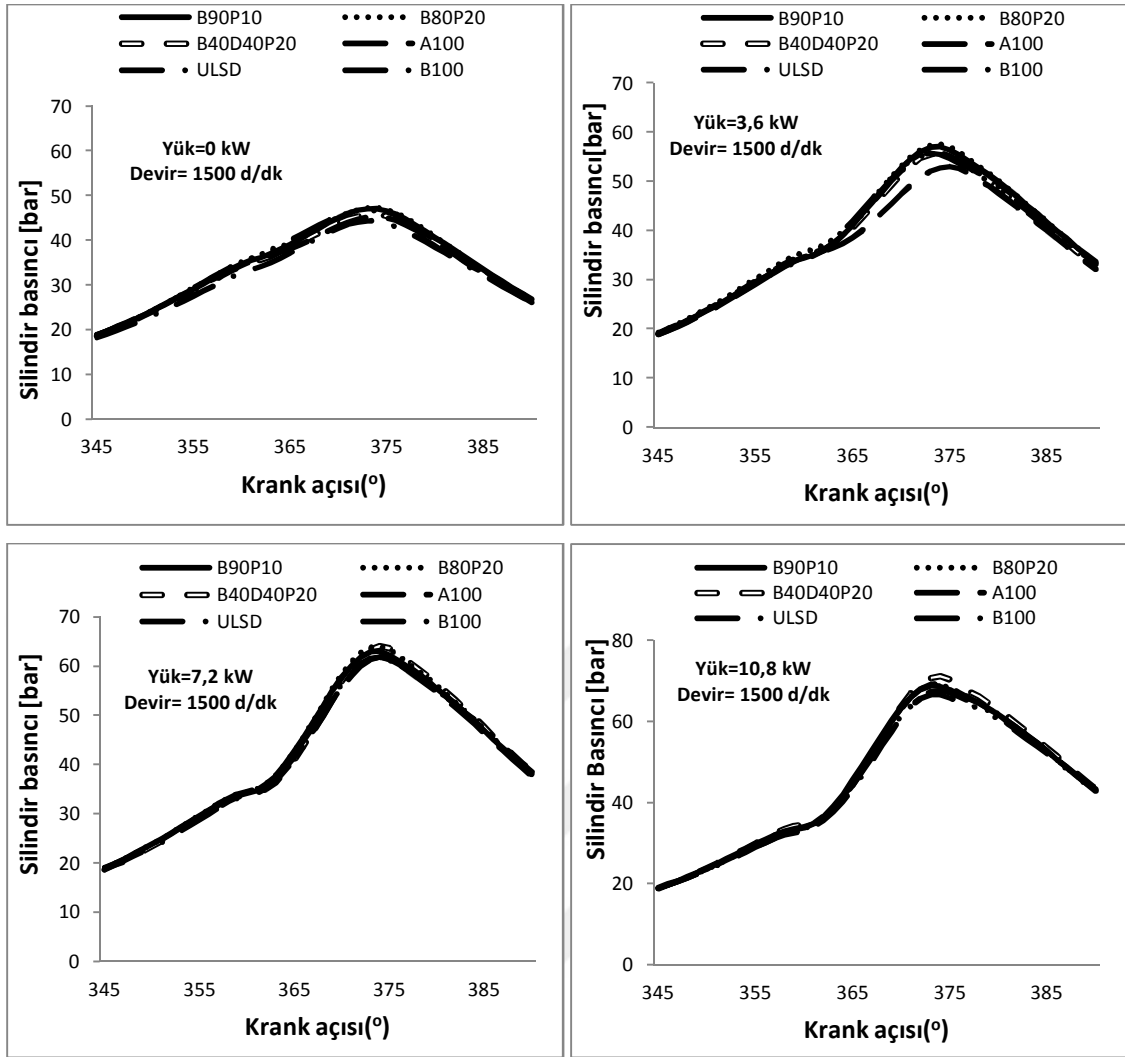 B90P10 B80P20
B40D40P20 A100
ULSD B100
70
60
50
40
30
20
10
0
Yük=0 kW
Devir= 1500 d/dk
Silindir basıncı [bar]
345 355 365 375 385
Krank açısı(º)
B90P10 B80P20
B40D40P20 A100
ULSD B100
70
60
50
40
30
20
10
0
Yük=3,6 kW
Devir= 1500 d/dk
Silindir basıncı[bar]
345 355 365 375 385
Krank açısı(º)
B90P10 B80P20
B40D40P20 A100
ULSD B100
70
60
50
40
30
20
10
0
Yük=7,2 kW
Devir= 1500 d/dk
Silindir basıncı [bar]
345 355 365 375 385
Krank açısı(º)
B90P10 B80P20
B40D40P20 A100
ULSD B100
80
60
40
20
0
Yük=10,8 kW
Devir= 1500 d/dk
Silindir Basıncı [bar]
345 355 365 375 385
Krank açısı(º)